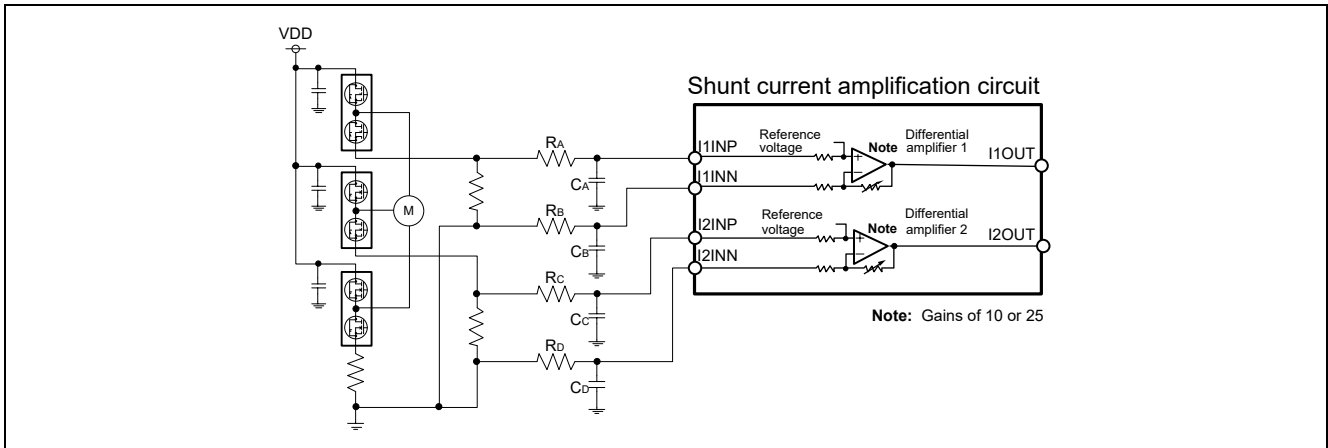 VDD
Shunt current amplification circuit
RA
CA
I1INP
Reference
voltage
Note
Differential
amplifier 1
I1OUT
I1INN
RB
CB
M
I2INP
Reference
voltage
Note
Differential
amplifier 2
I2OUT
I2INN
RC
CC
Note: Gains of 10 or 25
RD
CD